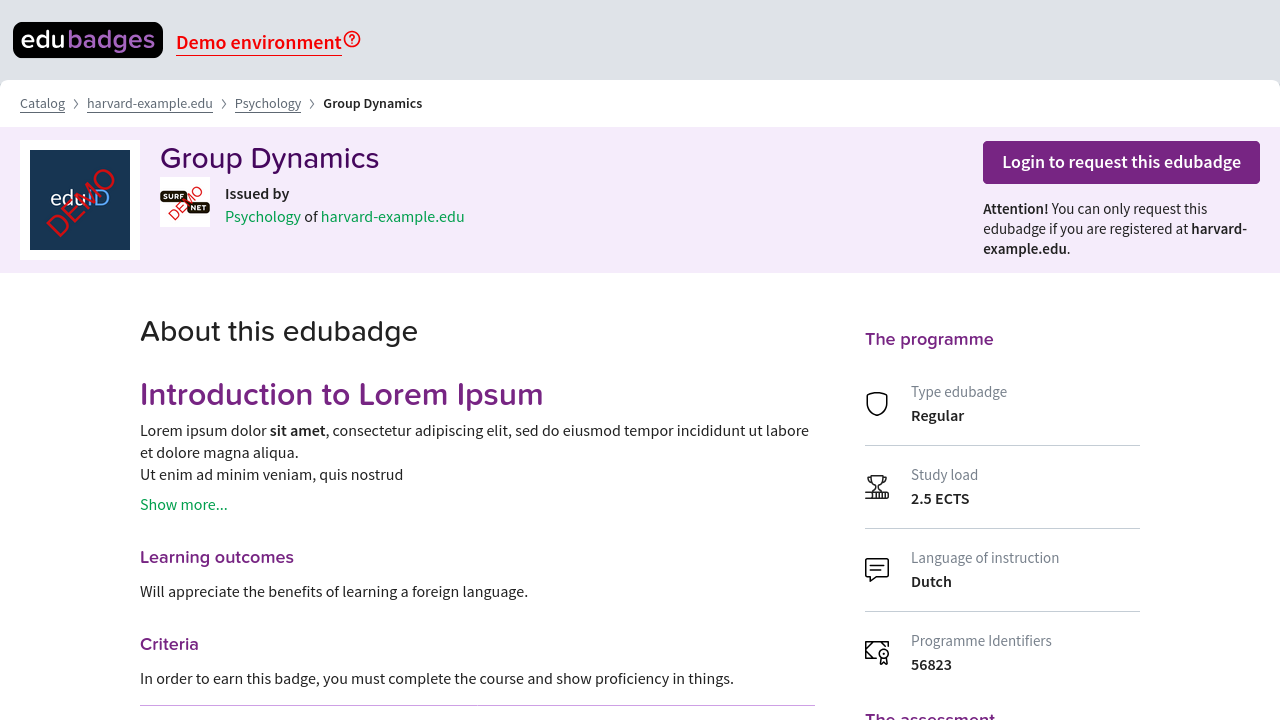 edubadges
Demo environment
Catalog > harvard-example.edu > Psychology > Group Dynamics
eduID
DEMO
Group Dynamics
SURF
NET
DEMO
Issued by
Psychology of harvard-example.edu
Login to request this edubadge
Attention! You can only request this
edubadge if you are registered at harvard-
example.edu.
About this edubadge
Introduction to Lorem Ipsum
Lorem ipsum dolor sit amet, consectetur adipiscing elit, sed do eiusmod tempor incididunt ut labore
et dolore magna aliqua.
Ut enim ad minim veniam, quis nostrud
Show more...
Learning outcomes
Will appreciate the benefits of learning a foreign language.
Criteria
In order to earn this badge, you must complete the course and show proficiency in things.
The programme
Type edubadge
Regular
Study load
2.5 ECTS
Language of instruction
Dutch
Programme Identifiers
56823
The assessment